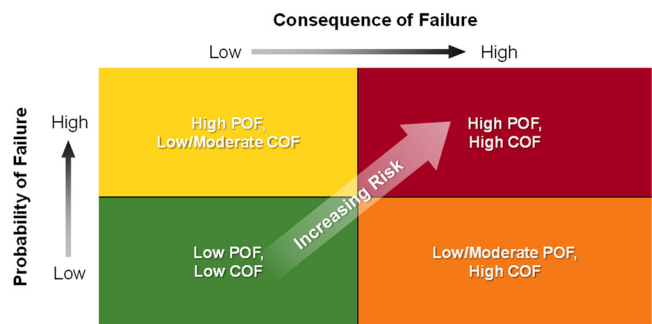 Consequence of Failure
Low
High
Probability of Failure
High
Low
High POF,
Low/Moderate COF
High POF,
High COF
Increasing Risk
Low POF,
Low COF
Low/Moderate POF,
High COF